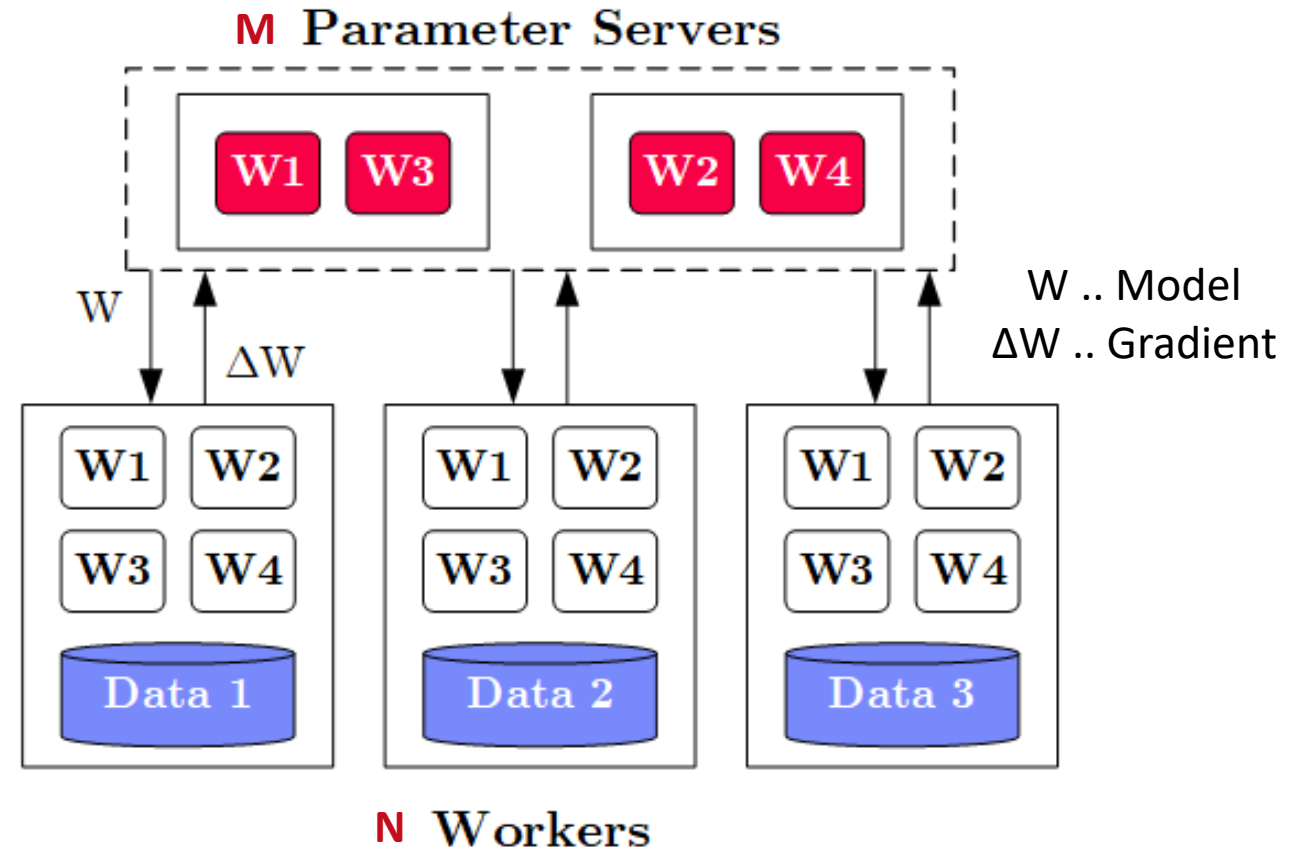 M Parameter Servers
W1 W3 W2 W4
W
ΔW
W .. Model
ΔW .. Gradient
W1 W2 W1 W2 W1 W2
W3 W4 W3 W4 W3 W4
Data 1 Data 2 Data 3
N Workers